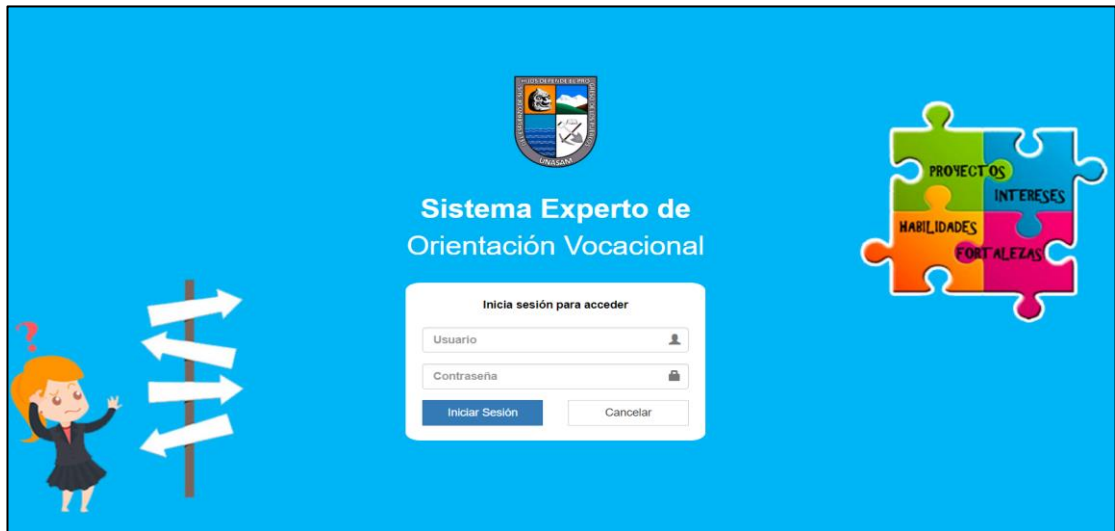 UNASAM
Sistema Experto de
Orientación Vocacional
Inicia sesión para acceder
Usuario
Contraseña
Iniciar Sesión
Cancelar
?
PROYECTOS
INTERESES
HABILIDADES
FORTALEZAS